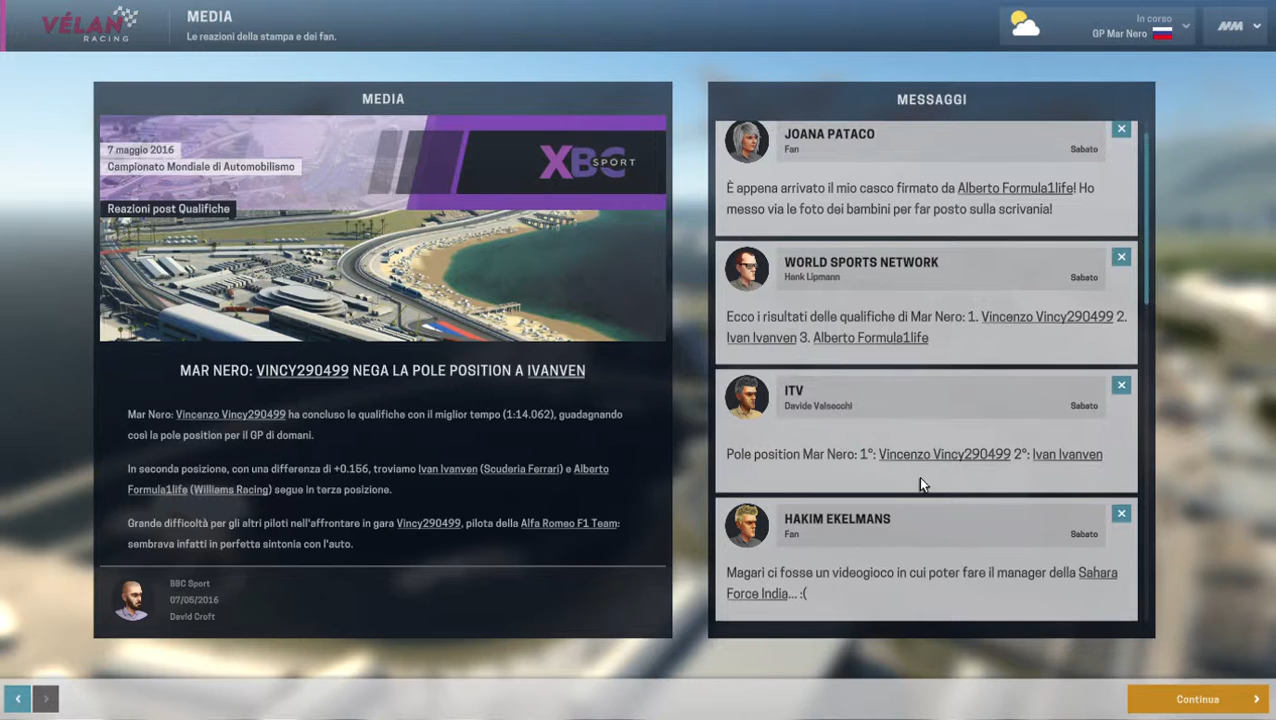 VÉLAN
RACING
MEDIA
Le reazioni della stampa e dei fan.
In corso
GP Mar Nero
MM
MEDIA
7 maggio 2016
Campionato Mondiale di Automobilismo
XBC SPORT
Reazioni post Qualifiche
MAR NERO: VINCY290499 NEGA LA POLE POSITION A IVANVEN
Mar Nero: Vincenzo Vincy290499 ha concluso le qualifiche con il miglior tempo (1:14.062), guadagnando
così la pole position per il GP di domani.
In seconda posizione, con una differenza di +0.156, troviamo Ivan Ivanven (Scuderia Ferrari) e Alberto
Formula1life (Williams Racing) segue in terza posizione.
Grande difficoltà per gli altri piloti nell'affrontare in gara Vincy290499, pilota della Alfa Romeo F1 Team:
sembrava infatti in perfetta sintonia con l'auto.
BBC Sport
07/05/2016
David Croft
MESSAGGI
JOANA PATACO
Fan
Sabato
È appena arrivato il mio casco firmato da Alberto Formula1life! Ho
messo via le foto dei bambini per far posto sulla scrivania!
WORLD SPORTS NETWORK
Hank Lipmann
Sabato
Ecco i risultati delle qualifiche di Mar Nero: 1. Vincenzo Vincy290499 2.
Ivan Ivanven 3. Alberto Formula1life
ITV
Davide Valsecchi
Sabato
Pole position Mar Nero: 1°: Vincenzo Vincy290499 2°: Ivan Ivanven
HAKIM EKELMANS
Fan
Sabato
Magari ci fosse un videogioco in cui poter fare il manager della Sahara
Force India... :(
Continua